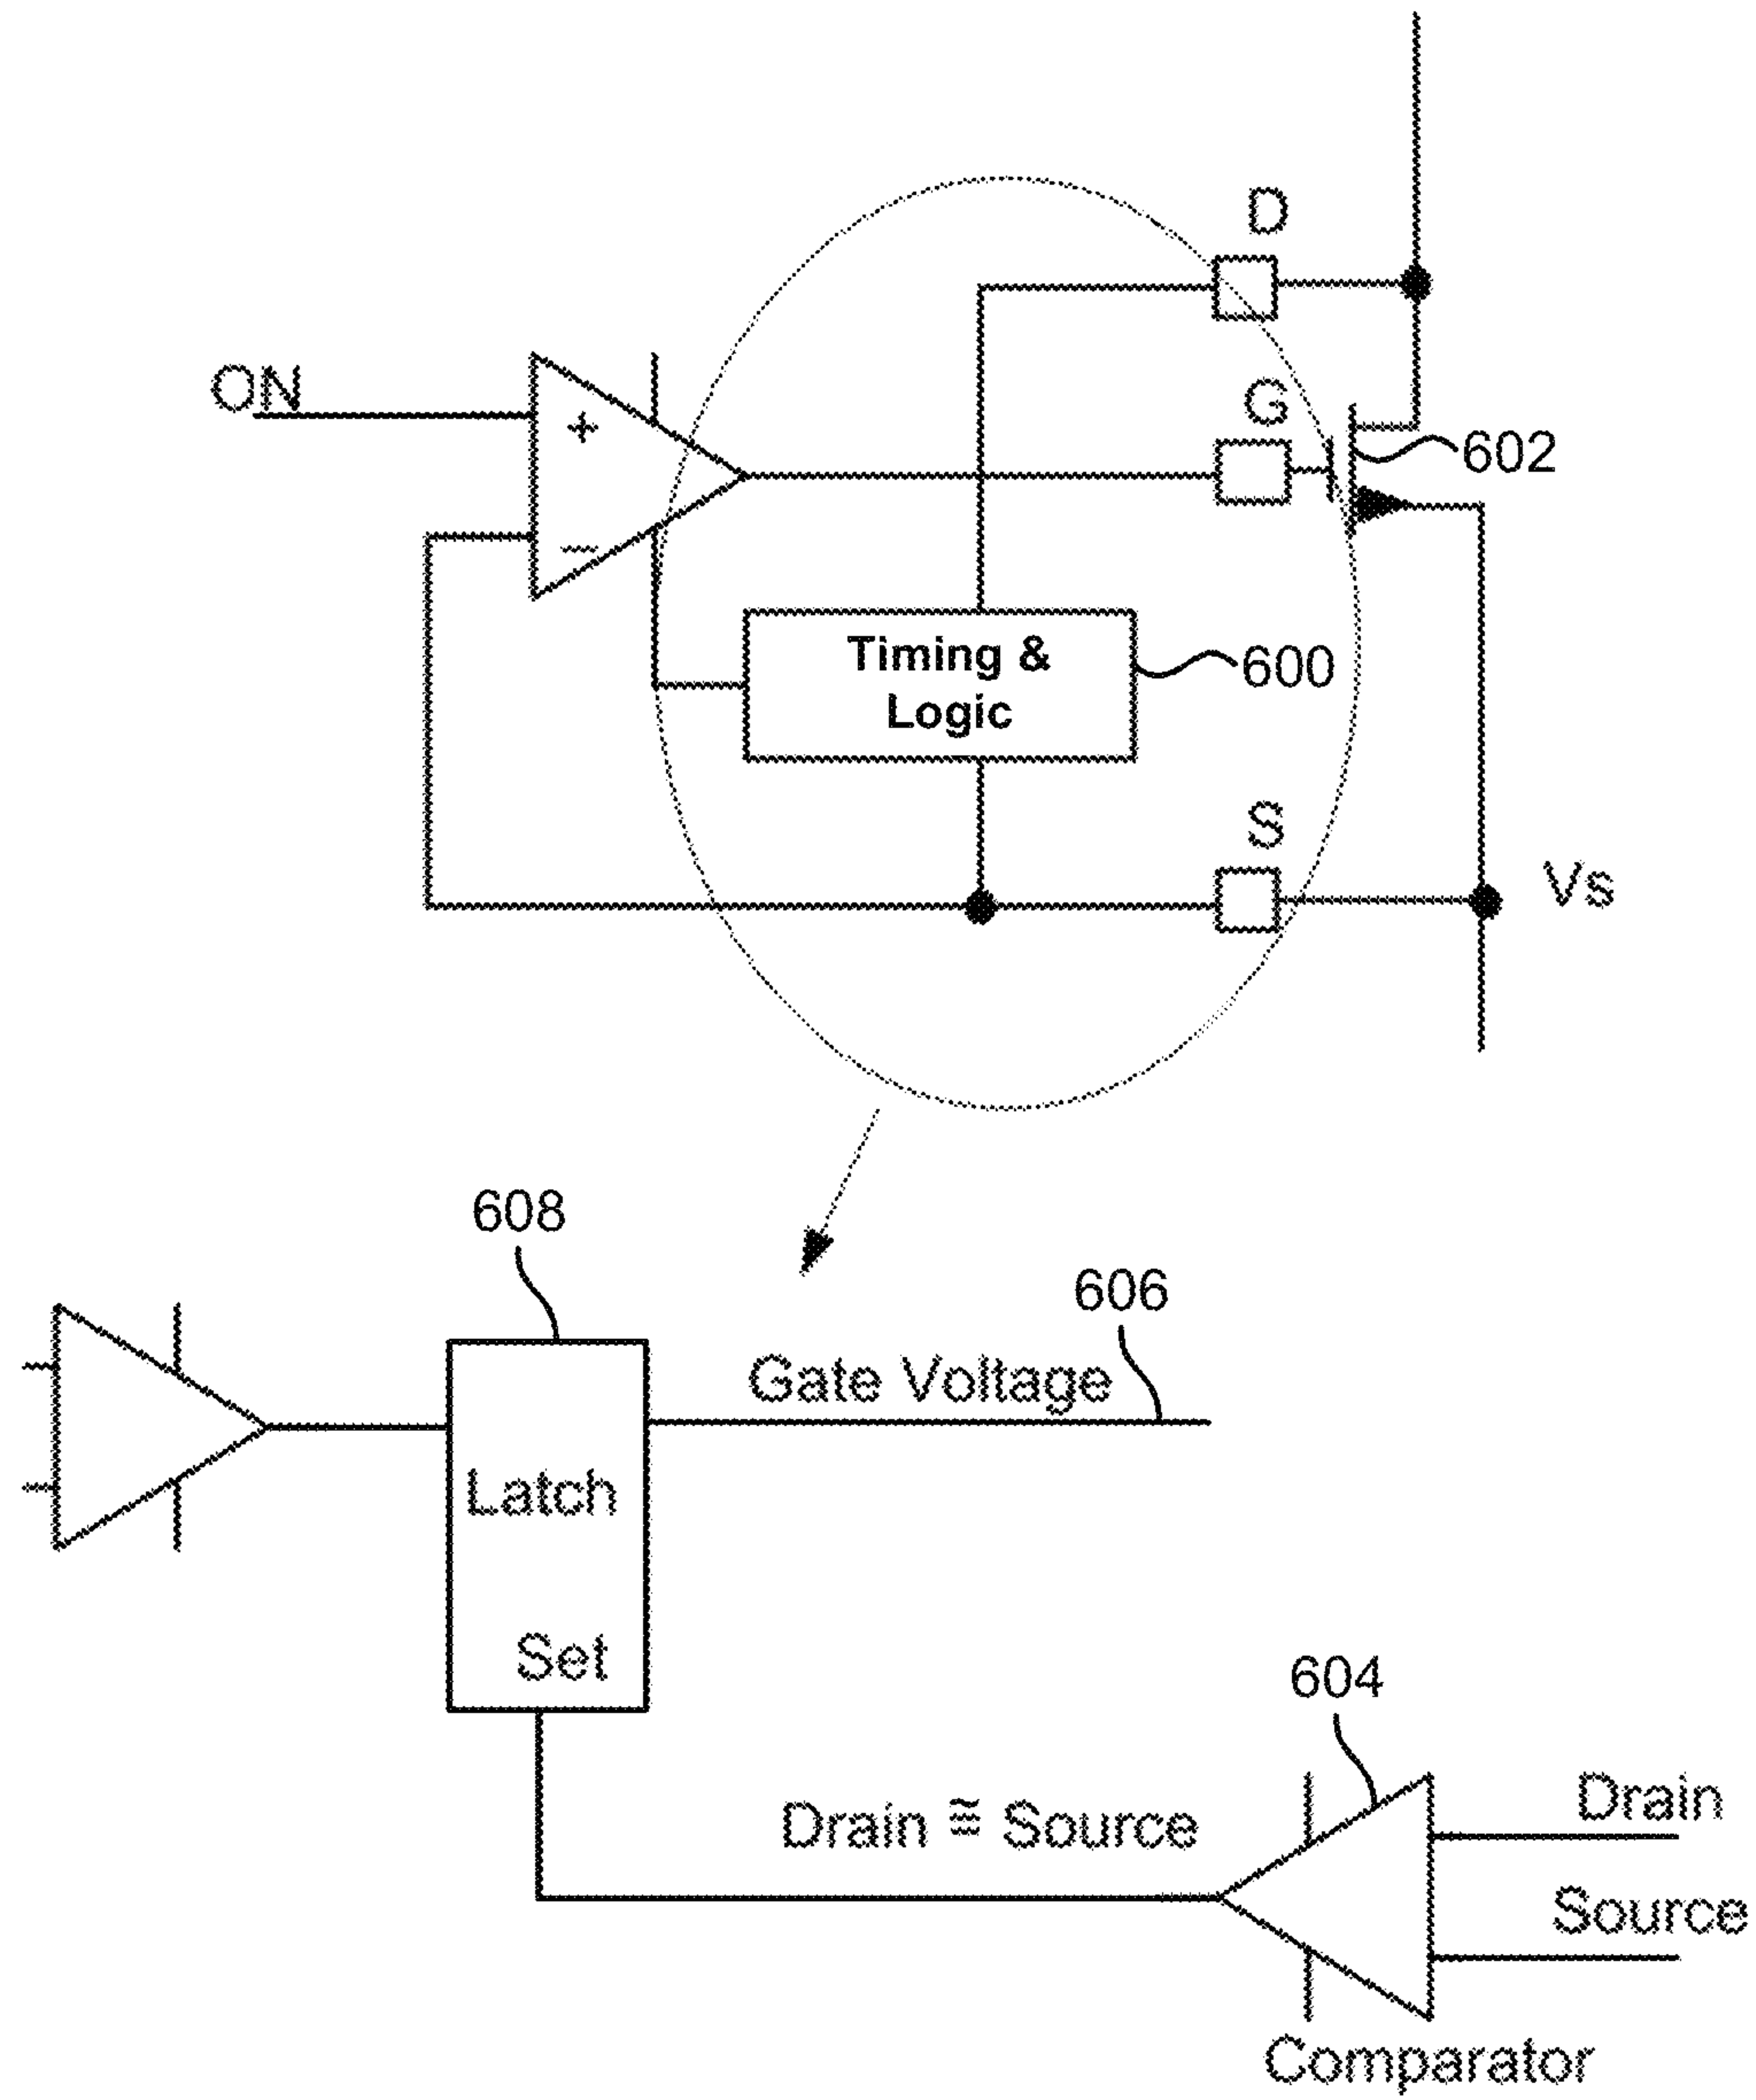 D
ON
+
G
602
−
Timing &
Logic
600
S
Vs
608
606
Gate Voltage
Latch
Set
604
Drain
Drain ≅ Source
Source
Comparator